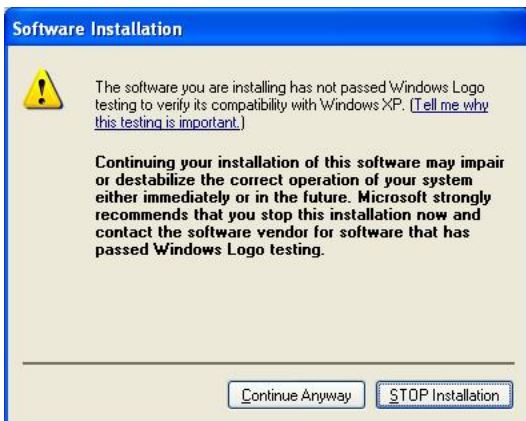 Software Installation
The software you are installing has not passed Windows Logo
testing to verify its compatibility with Windows XP. (Tell me why
this testing is important.)
Continuing your installation of this software may impair
or destabilize the correct operation of your system
either immediately or in the future. Microsoft strongly
recommends that you stop this installation now and
contact the software vendor for software that has
passed Windows Logo testing.
Continue Anyway
STOP Installation